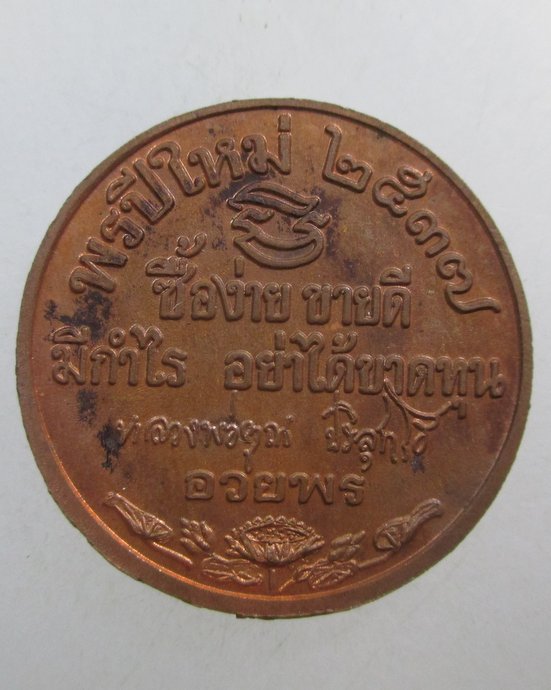 พรปีใหม่ ๒๕๓๗
ซื้อง่าย ขายดี
มีกำไร อย่าได้ขาดทุน
หลวงพ่อคูณ ปริสุทฺโธ
อวยพร